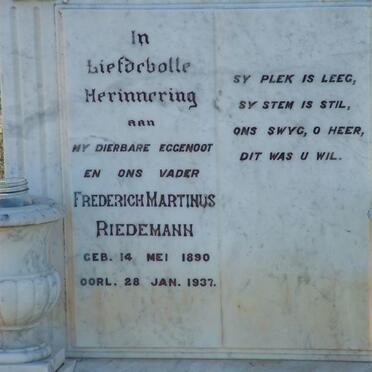 In
Liefdevolle
Herinnering
aan
MY DIERBARE EGGENOOT
EN ONS VADER
FREDERICH MARTINUS
RIEDEMANN
GEB. 14 MEI 1890
OORL. 28 JAN. 1937.
SY PLEK IS LEEG,
SY STEM IS STIL,
ONS SWYG, O HEER,
DIT WAS U WIL.